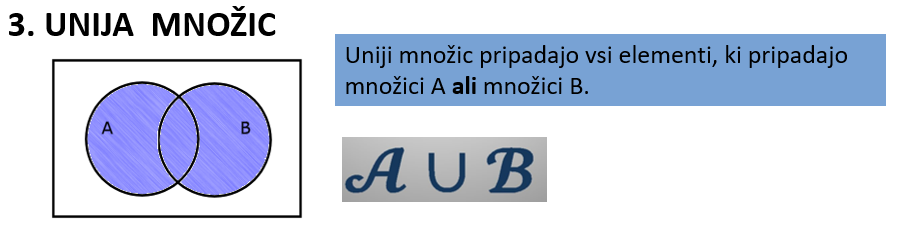 3. UNIJA MNOŽIC
Uniji množic pripadajo vsi elementi, ki pripadajo
množici A ali množici B.
A B
A ∪ B